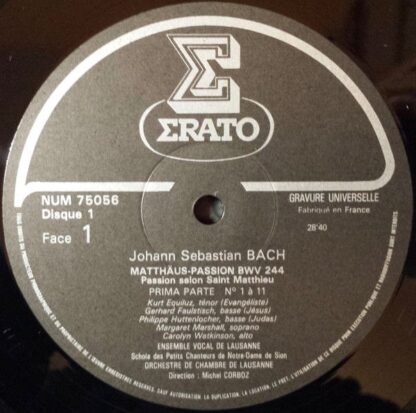 ΣRATO
NUM 75056
Disque 1
Face 1
GRAVURE UNIVERSELLE
Fabriqué en France
28'40
Johann Sebastian BACH
MATTHÄUS-PASSION BWV 244
Passion selon Saint Matthieu
PRIMA PARTE N° 1 à 11
Kurt Equiluz, ténor (Evangéliste)
Gerhard Faulstich, basse (Jésus)
Philippe Huttenlocher, basse (Judas)
Margaret Marshall, soprano
Carolyn Watkinson, alto
ENSEMBLE VOCAL DE LAUSANNE
Schola des Petits Chanteurs de Notre-Dame de Sion
ORCHESTRE DE CHAMBRE DE LAUSANNE
Direction : Michel CORBOZ